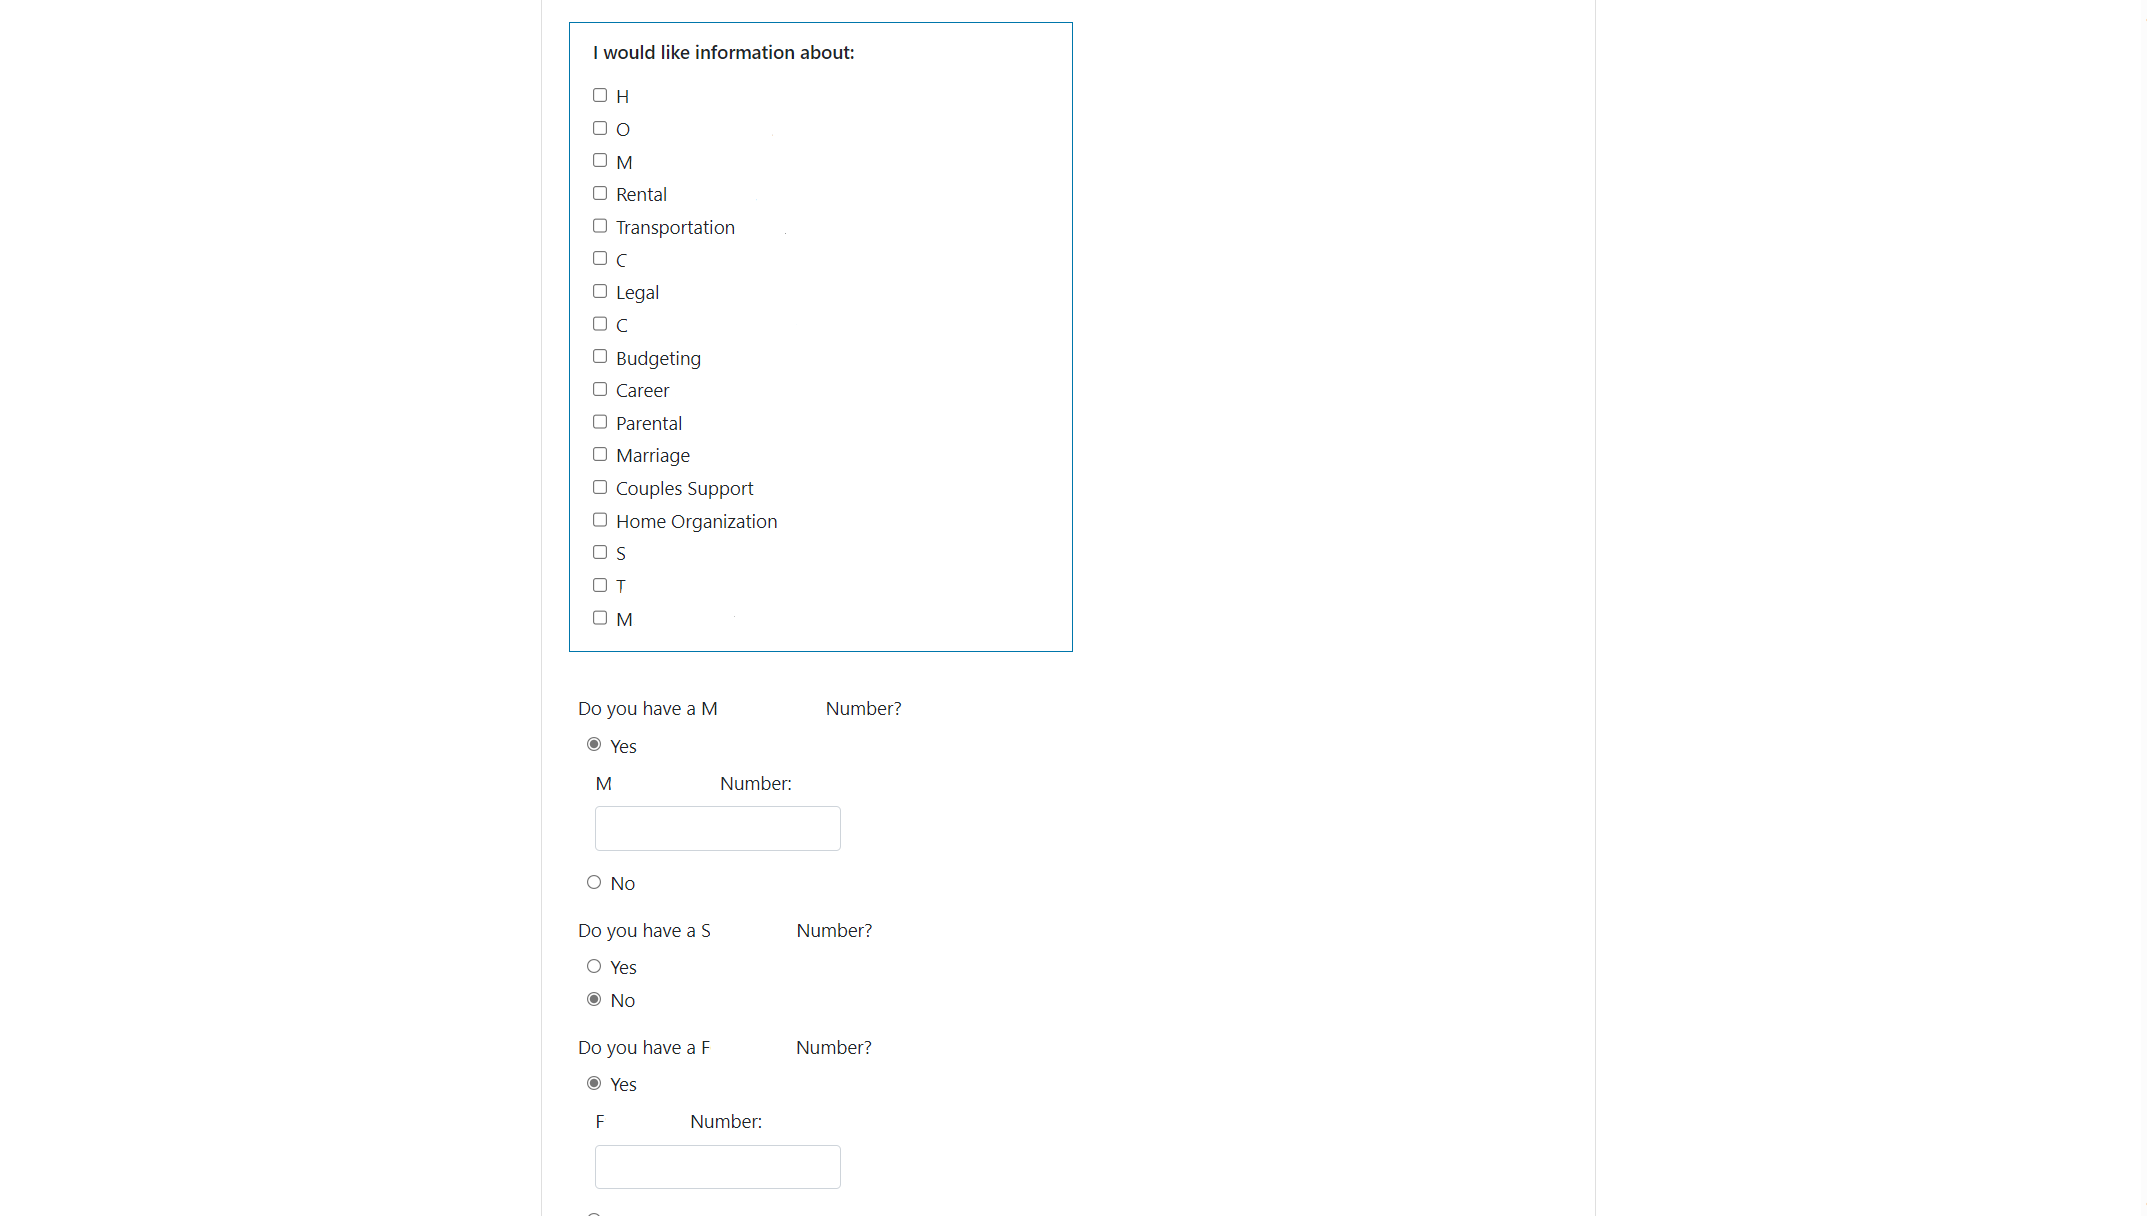 I would like information about:
H
O
M
Rental
Transportation
C
Legal
C
Budgeting
Career
Parental
Marriage
Couples Support
Home Organization
S
T
M
Do you have a M Number?
Yes
M Number:
No
Do you have a S Number?
Yes
No
Do you have a F Number?
Yes
F Number: